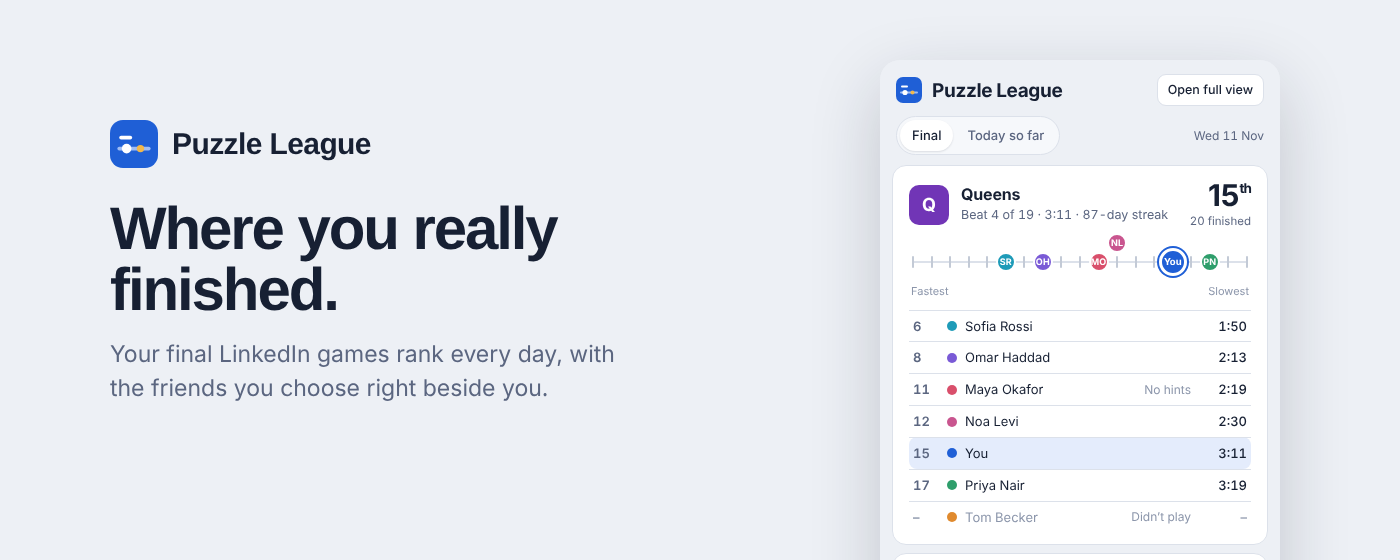 Puzzle League
Where you really
finished.
Your final LinkedIn games rank every day, with
the friends you choose right beside you.
Puzzle League
Open full view
Final
Today so far
Wed 11 Nov
Q
Queens
Beat 4 of 19 · 3:11 · 87-day streak
15th
20 finished
NL
SR
OH
MO
You
PN
Fastest
Slowest
6 Sofia Rossi 1:50
8 Omar Haddad 2:13
11 Maya Okafor No hints 2:19
12 Noa Levi 2:30
15 You 3:11
17 Priya Nair 3:19
– Tom Becker Didn’t play –